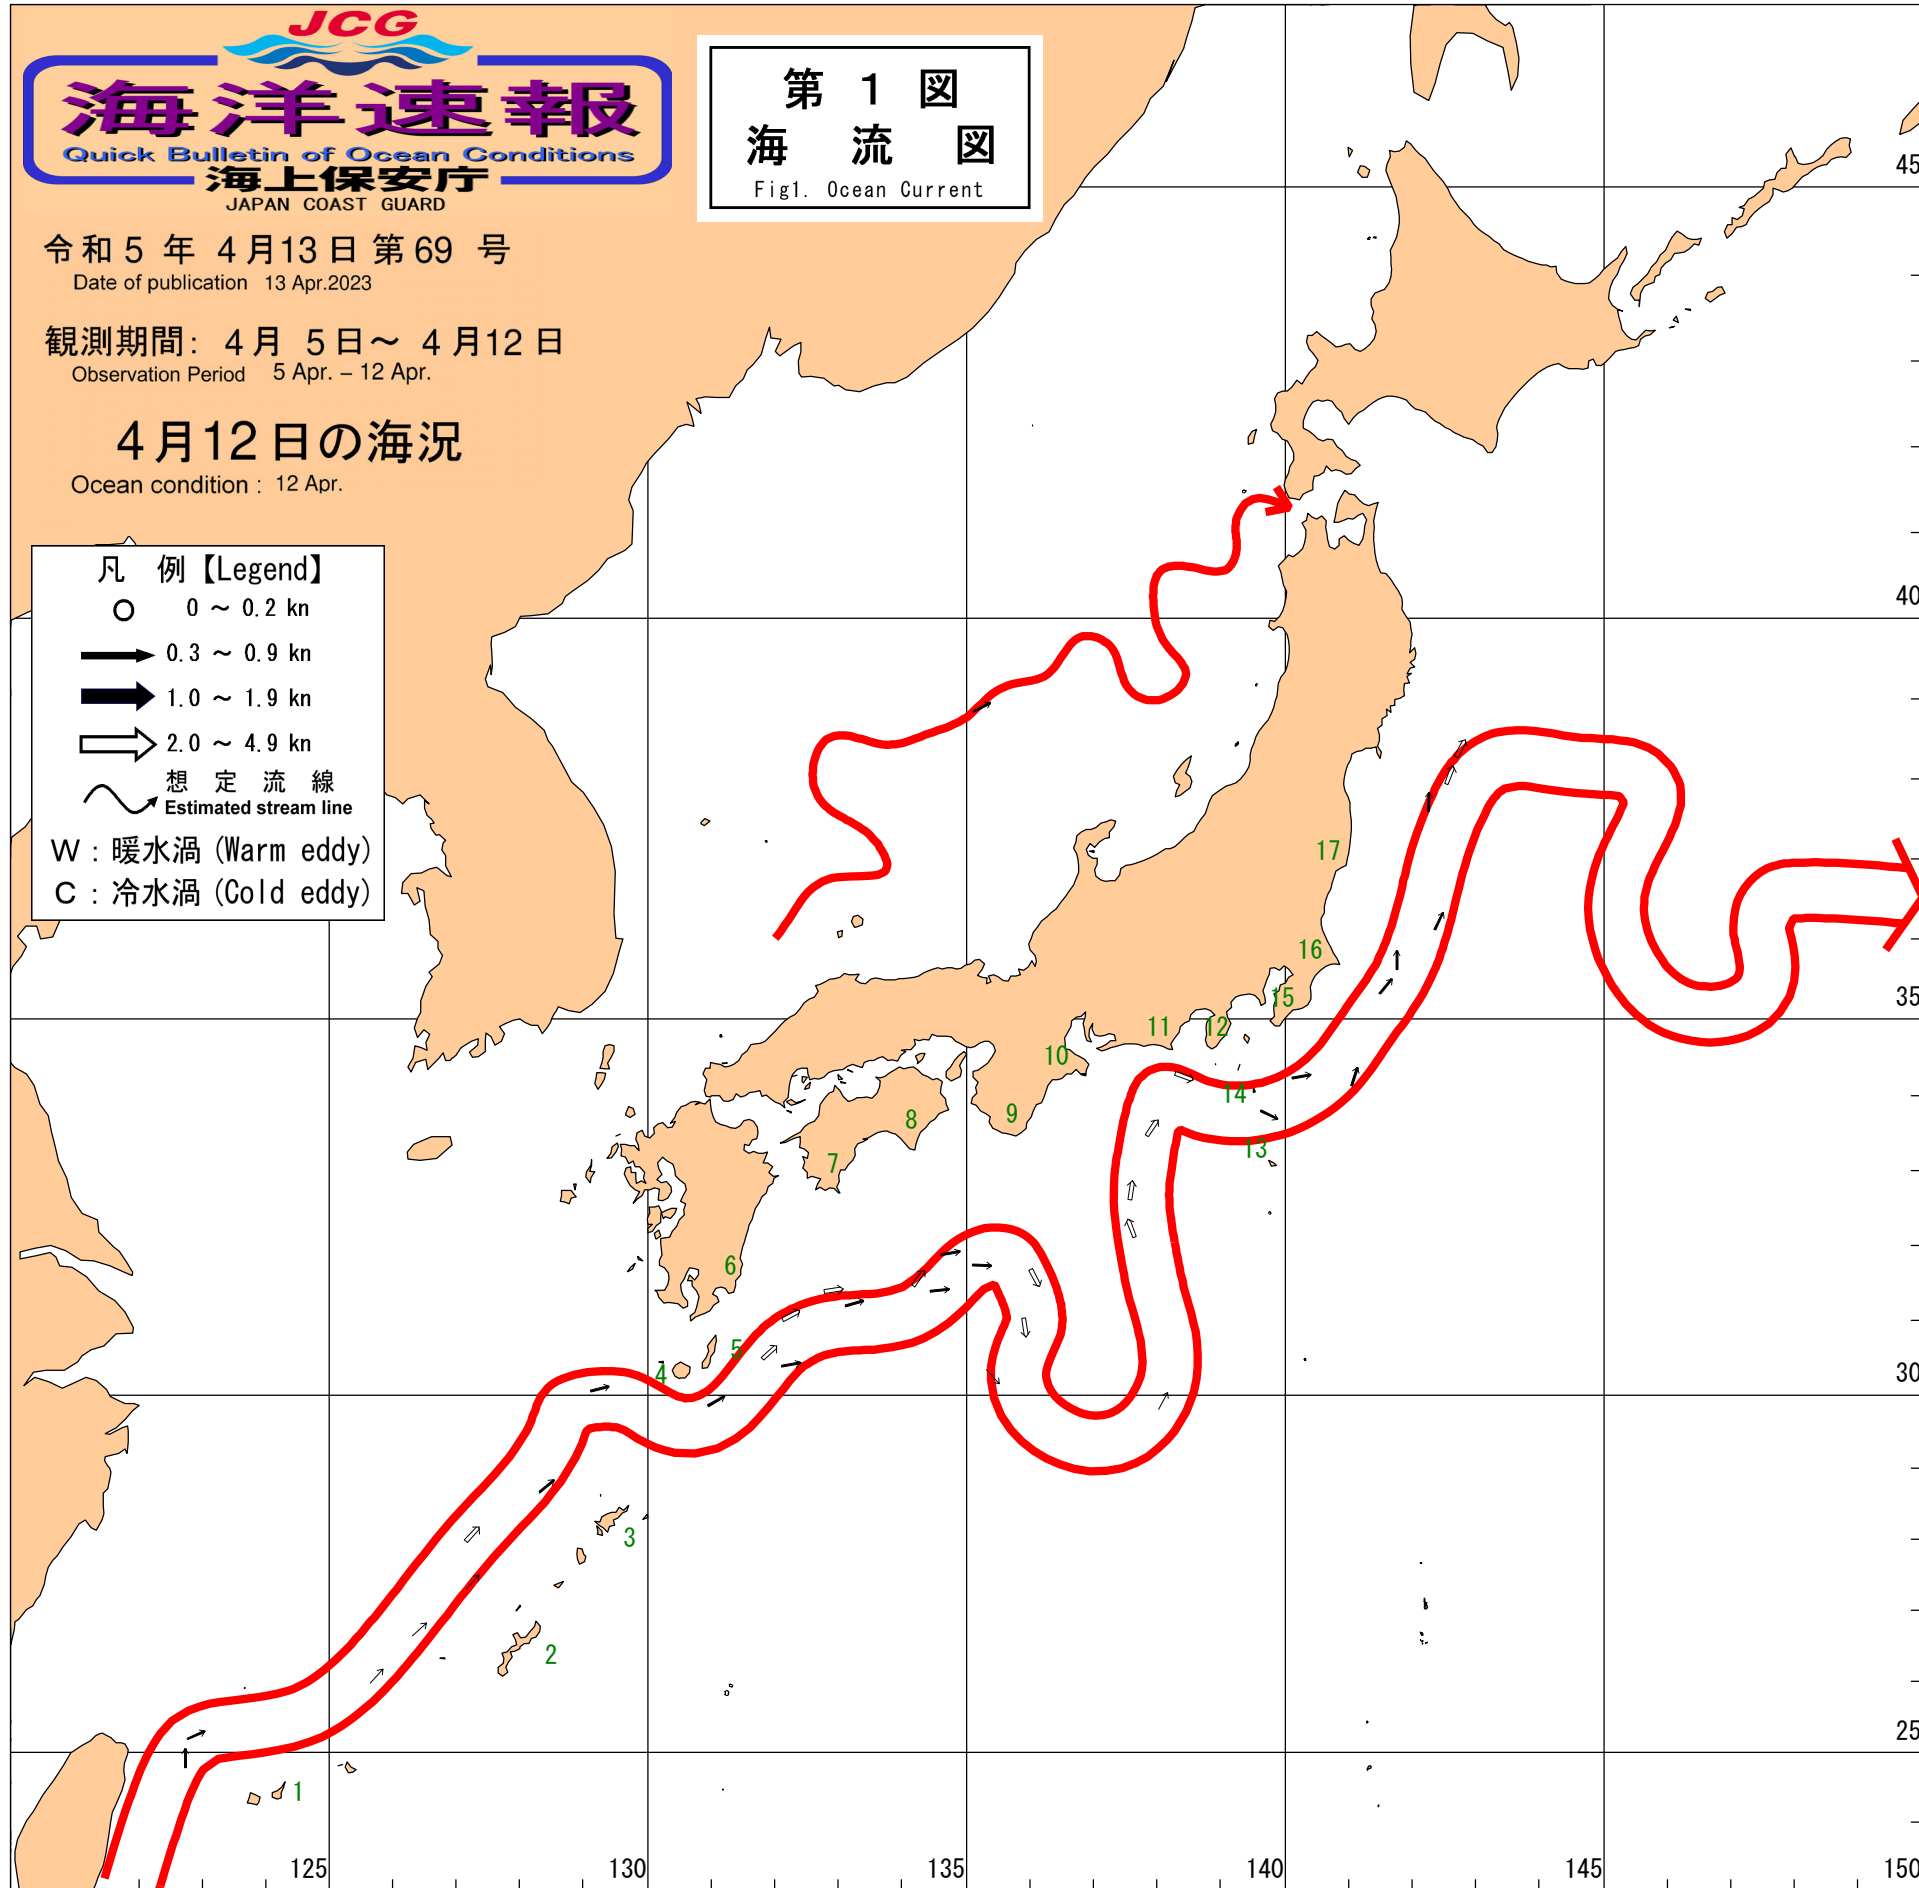 JCG
海洋速報
Quick Bulletin of Ocean Conditions
海上保安庁
JAPAN COAST GUARD
令和5年 4月13日第69 号
Date of publication 13 Apr.2023
観測期間: 4月 5日～ 4月12日
Observation Period 5 Apr. – 12 Apr.
4月12日の海況
Ocean condition : 12 Apr.
第 1 図
海 流 図
Fig1. Ocean Current
凡 例【Legend】
0 ～ 0.2 kn
0.3 ～ 0.9 kn
1.0 ～ 1.9 kn
2.0 ～ 4.9 kn
想 定 流 線
Estimated stream line
W : 暖水渦 (Warm eddy)
C : 冷水渦 (Cold eddy)
45
40
35
30
25
17
16
15
12
11
10
14
13
9
8
7
6
5
4
3
2
1
125
130
135
140
145
150